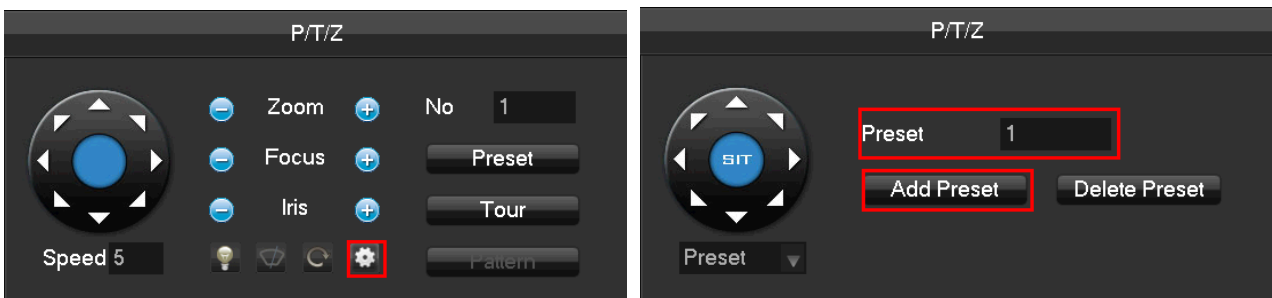 P/T/Z
Zoom No 1
Focus Preset
Iris Tour
Speed 5 Pattern
P/T/Z
Preset 1
SIT
Add Preset Delete Preset
Preset